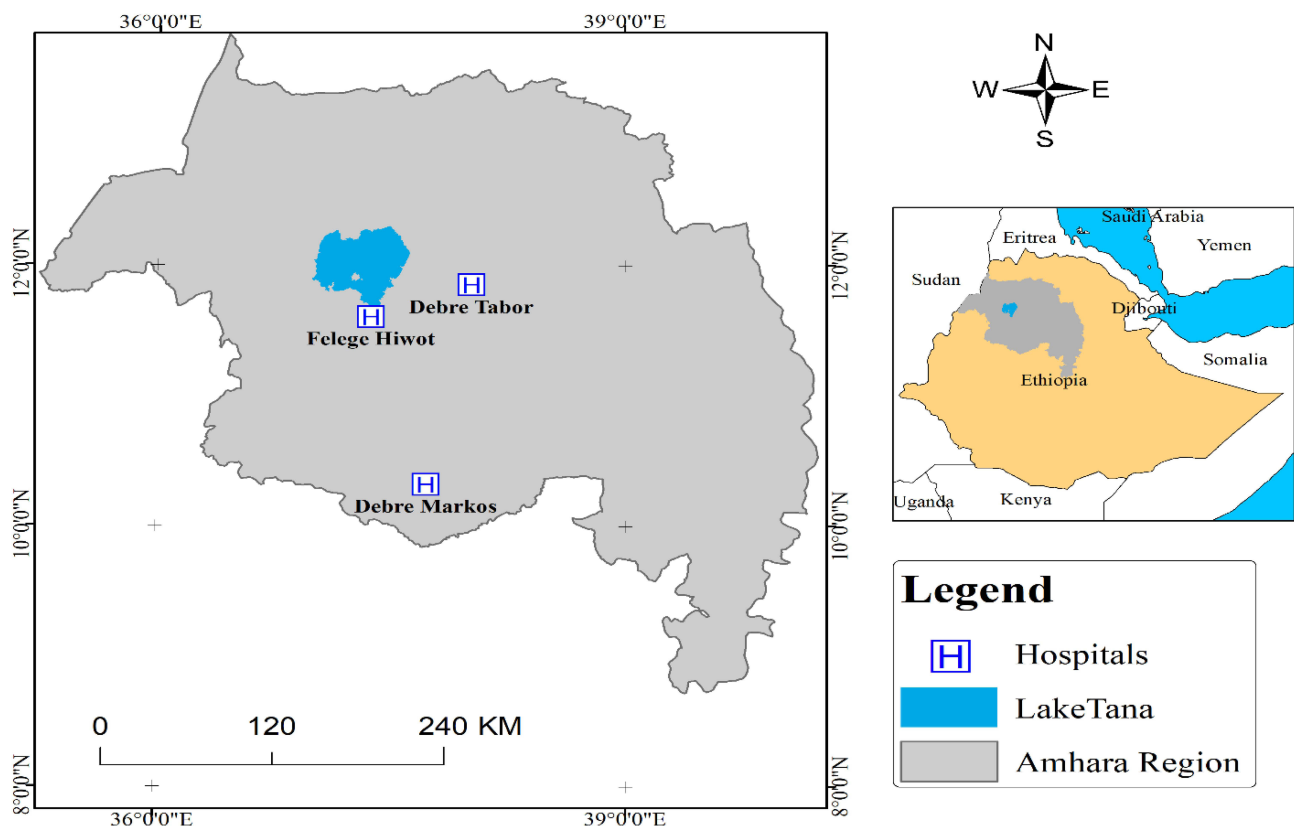 36°0'0"E 39°0'0"E
N
W E
S
12°0'0"N 12°0'0"N
Debre Tabor
Felege Hiwot
Debre Markos
10°0'0"N 10°0'0"N
0 120 240 KM
8°0'0"N 8°0'0"N
36°0'0"E 39°0'0"E
Saudi Arabia
Eritrea Yemen
Sudan
Djibouti
Somalia
Ethiopia
Uganda Kenya
Legend
H Hospitals
LakeTana
Amhara Region
H
H
H